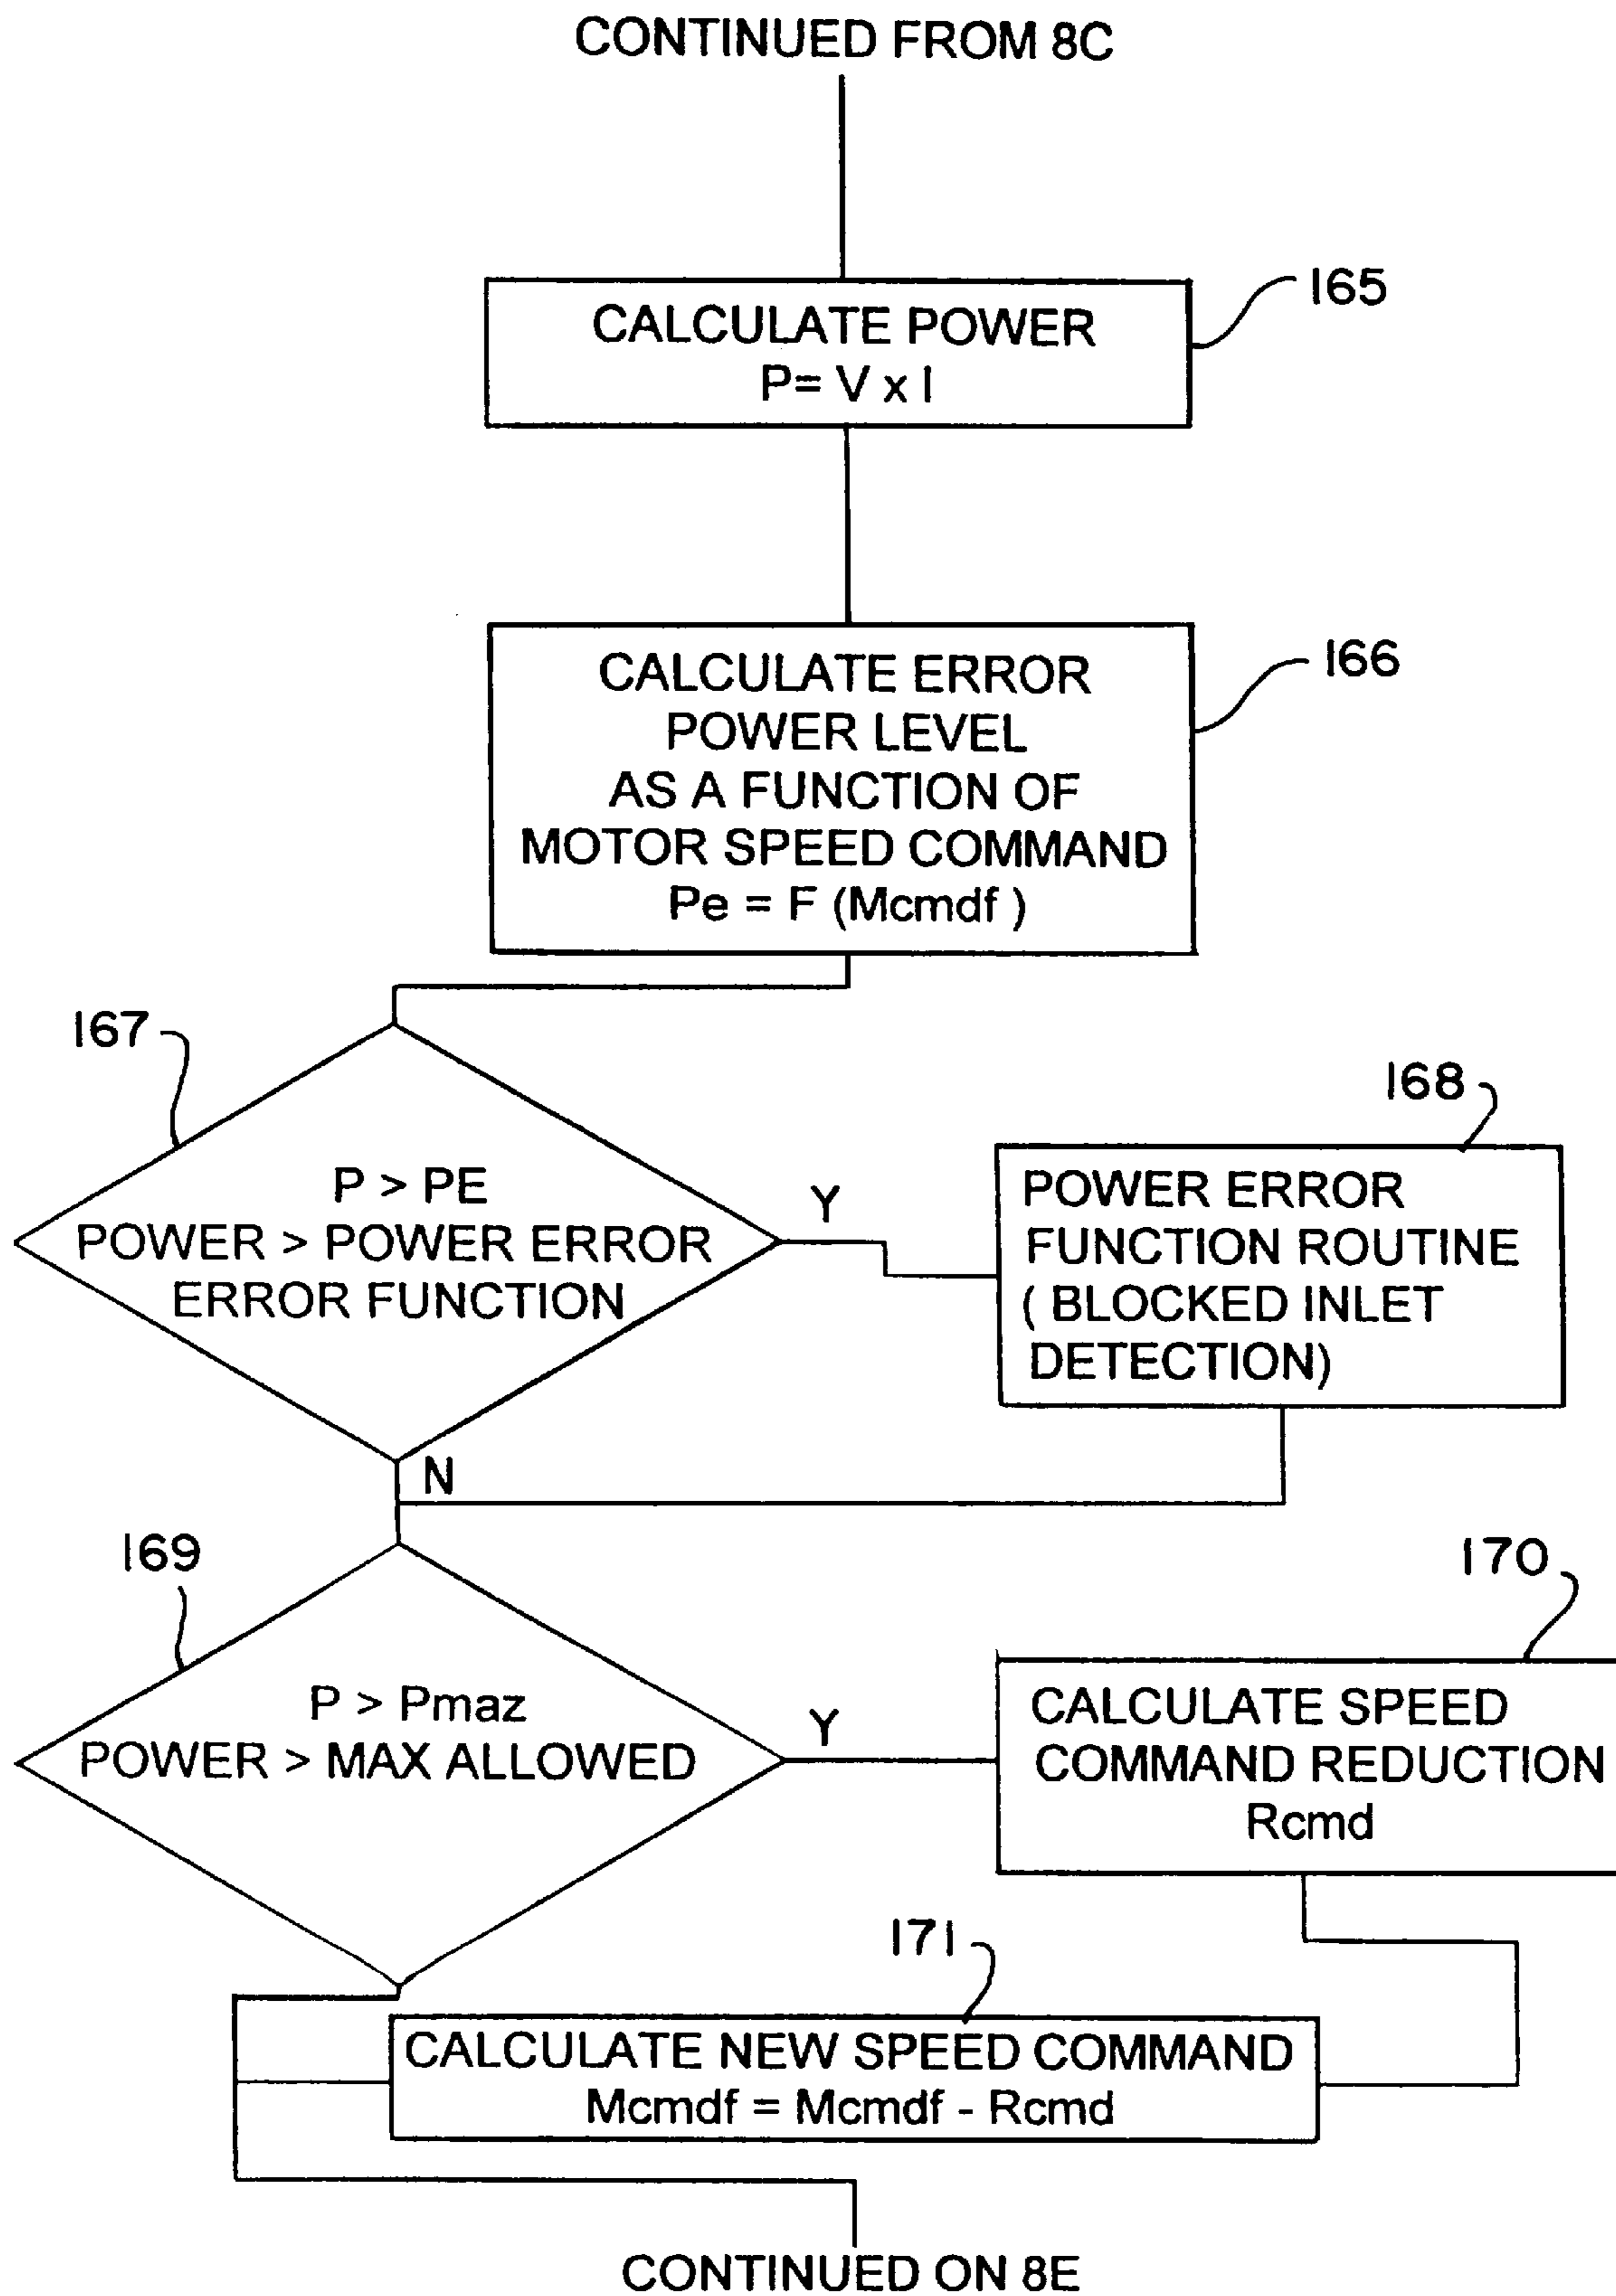 CONTINUED FROM 8C
165
CALCULATE POWER
P= V x I
166
CALCULATE ERROR
POWER LEVEL
AS A FUNCTION OF
MOTOR SPEED COMMAND
Pe = F (Mcmdf )
167
P > PE
POWER > POWER ERROR
ERROR FUNCTION
Y
168
POWER ERROR
FUNCTION ROUTINE
( BLOCKED INLET
DETECTION)
N
169
P > Pmaz
POWER > MAX ALLOWED
Y
170
CALCULATE SPEED
COMMAND REDUCTION
Rcmd
171
CALCULATE NEW SPEED COMMAND
Mcmdf = Mcmdf - Rcmd
CONTINUED ON 8E